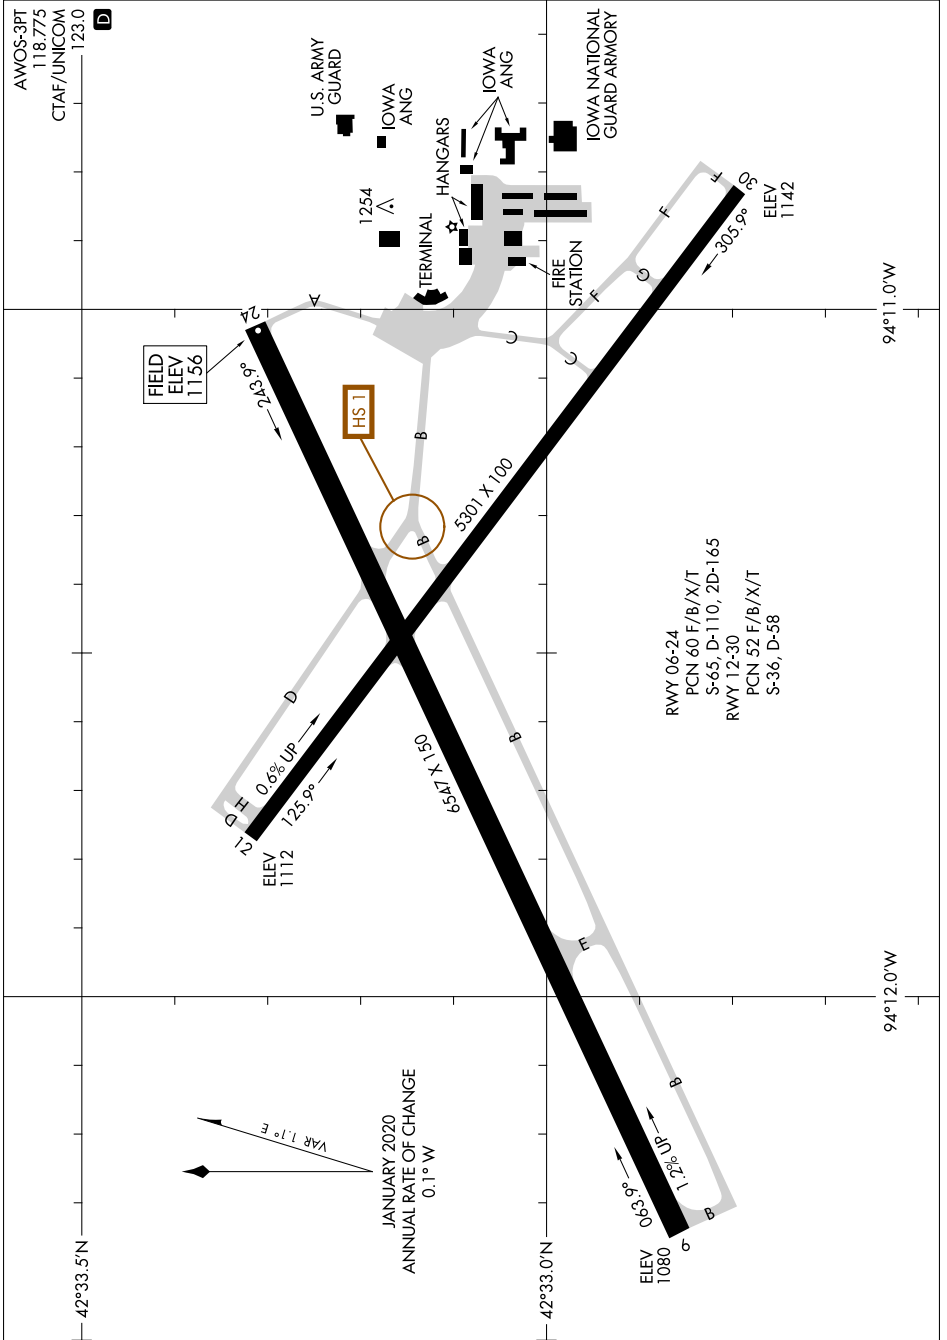 AWOS-3PT
118.775
CTAF/UNICOM
123.0
D
U.S. ARMY
GUARD
IOWA
ANG
IOWA
ANG
IOWA NATIONAL
GUARD ARMORY
1254
HANGARS
TERMINAL
FIRE
STATION
FIELD
ELEV
1156
24
243.9°
A
HS 1
B
B
C
C
F
G
F
F
30
ELEV
1142
305.9°
94°11.0'W
5301 X 100
D
D
H
0.6% UP
125.9°
12
ELEV
1112
6547 X 150
B
E
B
B
RWY 06-24
PCN 60 F/B/X/T
S-65, D-110, 2D-165
RWY 12-30
PCN 52 F/B/X/T
S-36, D-58
94°12.0'W
VAR 1.1° E
JANUARY 2020
ANNUAL RATE OF CHANGE
0.1° W
063.9°
1.2% UP
6
ELEV
1080
42°33.5'N
42°33.0'N